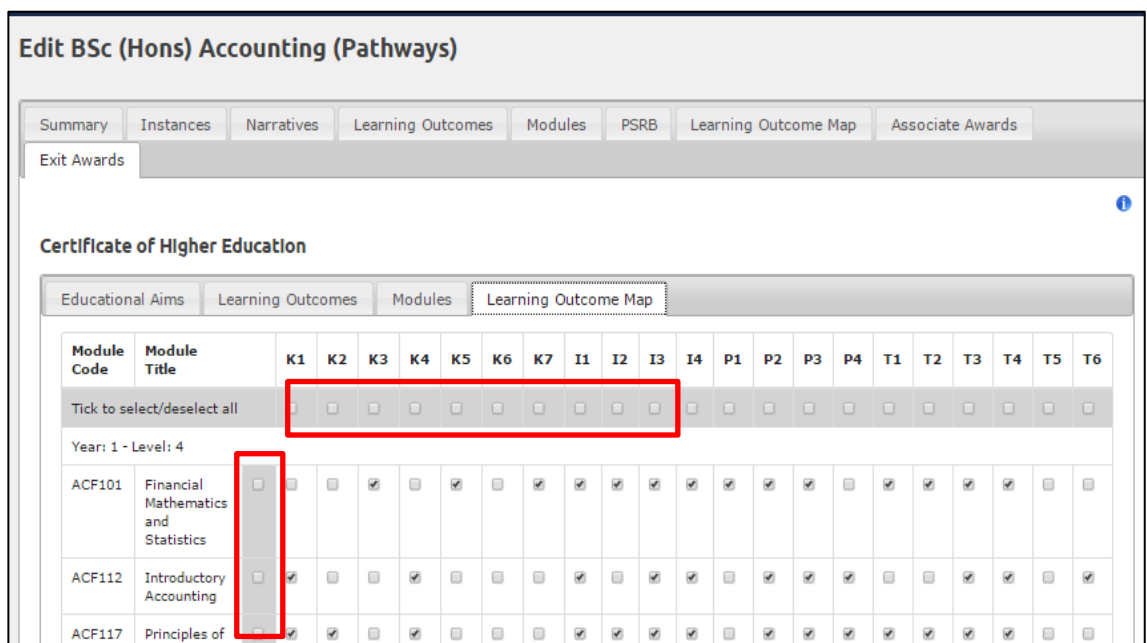 Edit BSc (Hons) Accounting (Pathways)
Summary Instances Narratives Learning Outcomes Modules PSRB Learning Outcome Map Associate Awards
Exit Awards
Certificate of Higher Education
Educational Aims Learning Outcomes Modules Learning Outcome Map
Module Code Module Title K1 K2 K3 K4 K5 K6 K7 I1 I2 I3 I4 P1 P2 P3 P4 T1 T2 T3 T4 T5 T6
Tick to select/deselect all
Year: 1 - Level: 4
ACF101 Financial
Mathematics
and
Statistics
ACF112 Introductory
Accounting
ACF117 Principles of